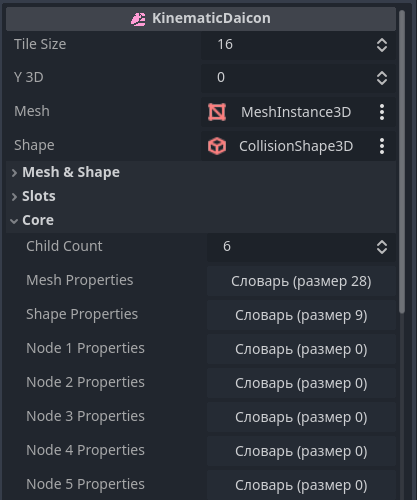 KinematicDaicon
Tile Size 16
Y 3D 0
Mesh MeshInstance3D
Shape CollisionShape3D
Mesh & Shape
Slots
Core
Child Count 6
Mesh Properties Словарь (размер 28)
Shape Properties Словарь (размер 9)
Node 1 Properties Словарь (размер 0)
Node 2 Properties Словарь (размер 0)
Node 3 Properties Словарь (размер 0)
Node 4 Properties Словарь (размер 0)
Node 5 Properties Словарь (размер 0)